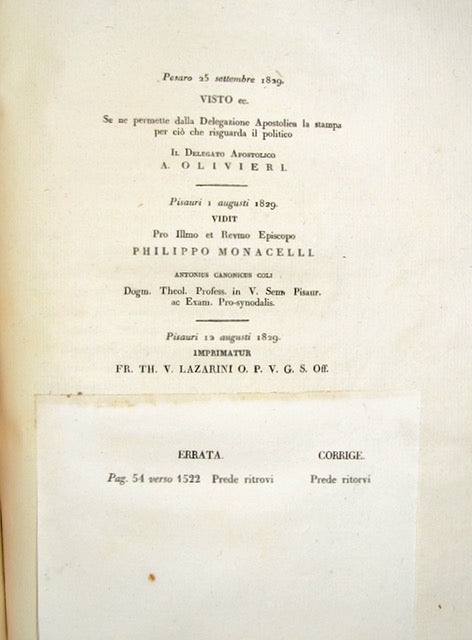 Pesaro 25 settembre 1829.
VISTO ec.
Se ne permette dalla Delegazione Apostolica la stampa
per ciò che risguarda il politico
IL DELEGATO APOSTOLICO
A. OLIVIERI.
Pisauri 1 augusti 1829.
VIDIT
Pro Illmo et Revmo Episcopo
PHILIPPO MONACELLI
ANTONIUS CANONICUS COLI
Dogm. Theol. Profess. in V. Sem. Pisaur.
ac Exam. Pro-synodalis.
Pisauri 12 augusti 1829.
IMPRIMATUR
FR. TH. V. LAZARINI O. P. V. G. S. Off.
ERRATA. CORRIGE.
Pag. 54 verso 1522 Prede ritrovi Prede ritorvi